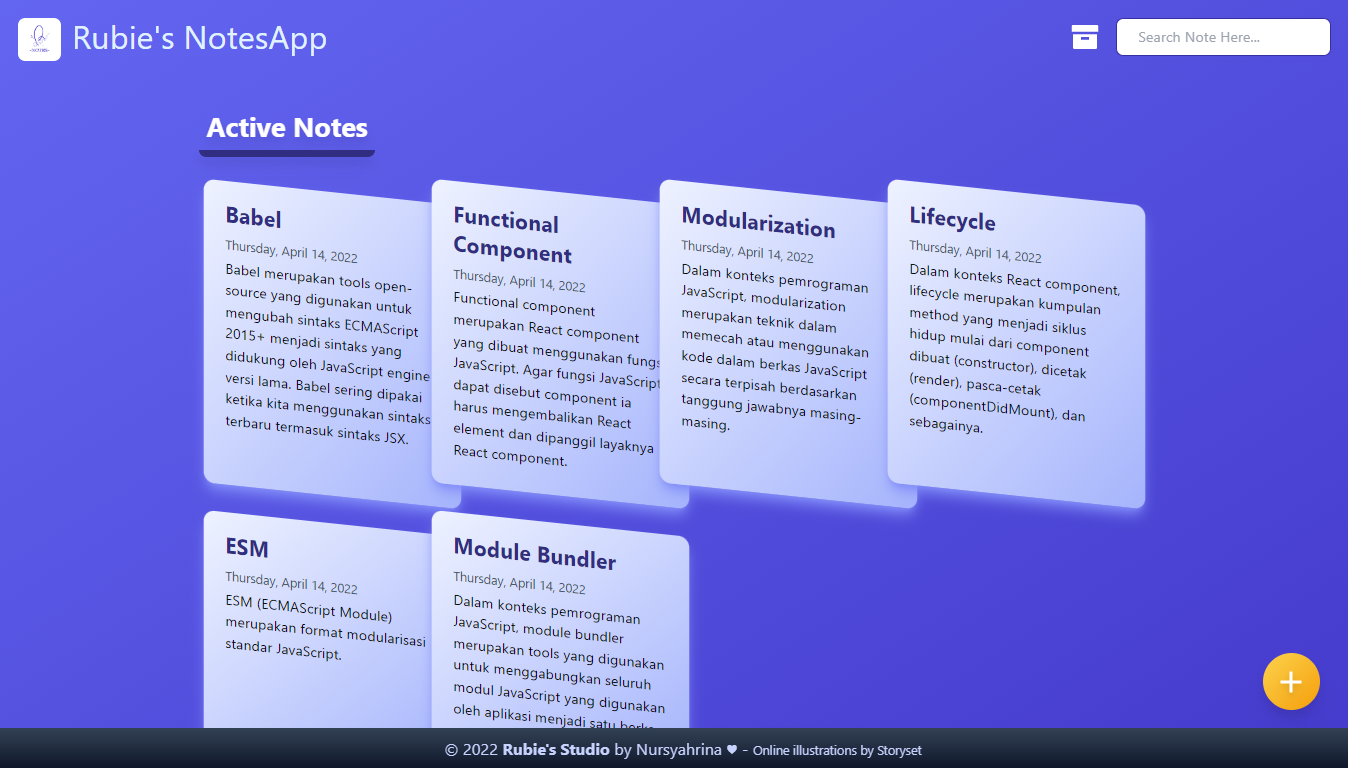 Rubie's NotesApp
Search Note Here...
Active Notes
Babel
Thursday, April 14, 2022
Babel merupakan tools open-
source yang digunakan untuk
mengubah sintaks ECMAScript
2015+ menjadi sintaks yang
didukung oleh JavaScript engine
versi lama. Babel sering dipakai
ketika kita menggunakan sintaks
terbaru termasuk sintaks JSX.
Functional
Component
Thursday, April 14, 2022
Functional component
merupakan React component
yang dibuat menggunakan fungs
JavaScript. Agar fungsi JavaScript
dapat disebut component ia
harus mengembalikan React
element dan dipanggil layaknya
React component.
Modularization
Thursday, April 14, 2022
Dalam konteks pemrograman
JavaScript, modularization
merupakan teknik dalam
memecah atau menggunakan
kode dalam berkas JavaScript
secara terpisah berdasarkan
tanggung jawabnya masing-
masing.
Lifecycle
Thursday, April 14, 2022
Dalam konteks React component,
lifecycle merupakan kumpulan
method yang menjadi siklus
hidup mulai dari component
dibuat (constructor), dicetak
(render), pasca-cetak
(componentDidMount), dan
sebagainya.
ESM
Thursday, April 14, 2022
ESM (ECMAScript Module)
merupakan format modularisasi
standar JavaScript.
Module Bundler
Thursday, April 14, 2022
Dalam konteks pemrograman
JavaScript, module bundler
merupakan tools yang digunakan
untuk menggabungkan seluruh
modul JavaScript yang digunakan
oleh aplikasi menjadi satu berkas
© 2022 Rubie's Studio by Nursyahrina ♥ - Online illustrations by Storyset